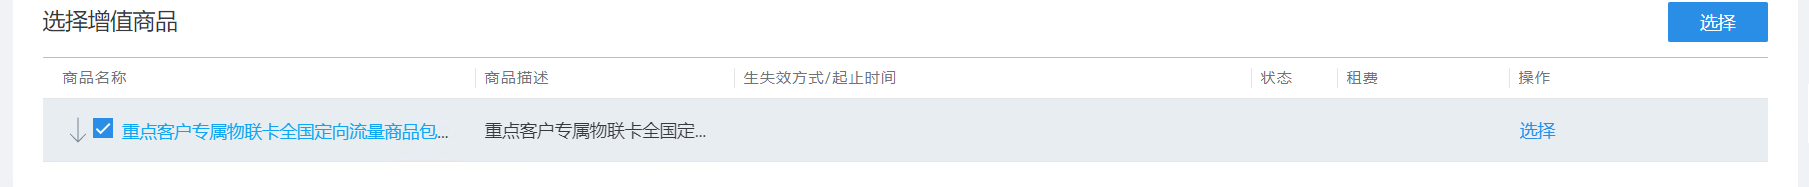 选择增值商品 选择
商品名称 商品描述 生失效方式/起止时间 状态 租费 操作
重点客户专属物联卡全国定向流量商品包... 重点客户专属物联卡全国定... 选择